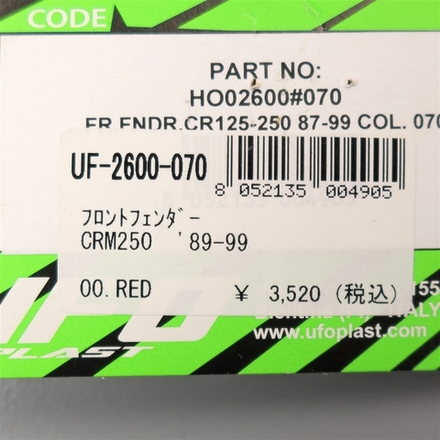 CODE
PART NO:
HO02600#070
FR.FNDR.CR125-250 87-99 COL. 070
UF-2600-070
8 052135 004905
フロントフェンダー
CRM250 '89-99
00. RED ¥ 3,520 (税込)
UFO
PLAST
www.ufoplast.com